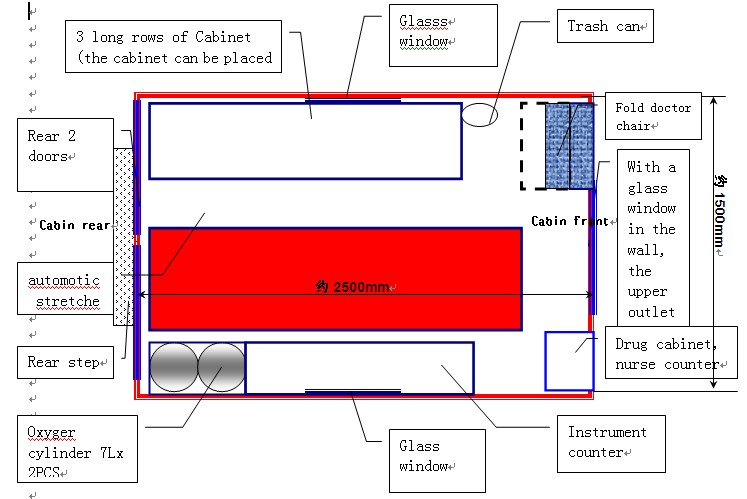 3 long rows of Cabinet
(the cabinet can be placed
Glasss
window
Trash can
Rear 2
doors
Fold doctor
chair
With a
glass
window
in the
wall,
the
upper
outlet
Cabin rear
Cabin front
约 1500mm
automotic
stretche
约 2500mm
Rear step
Drug cabinet,
nurse counter
Oxyger
cylinder 7Lx
2PCS
Glass
window
Instrument
counter